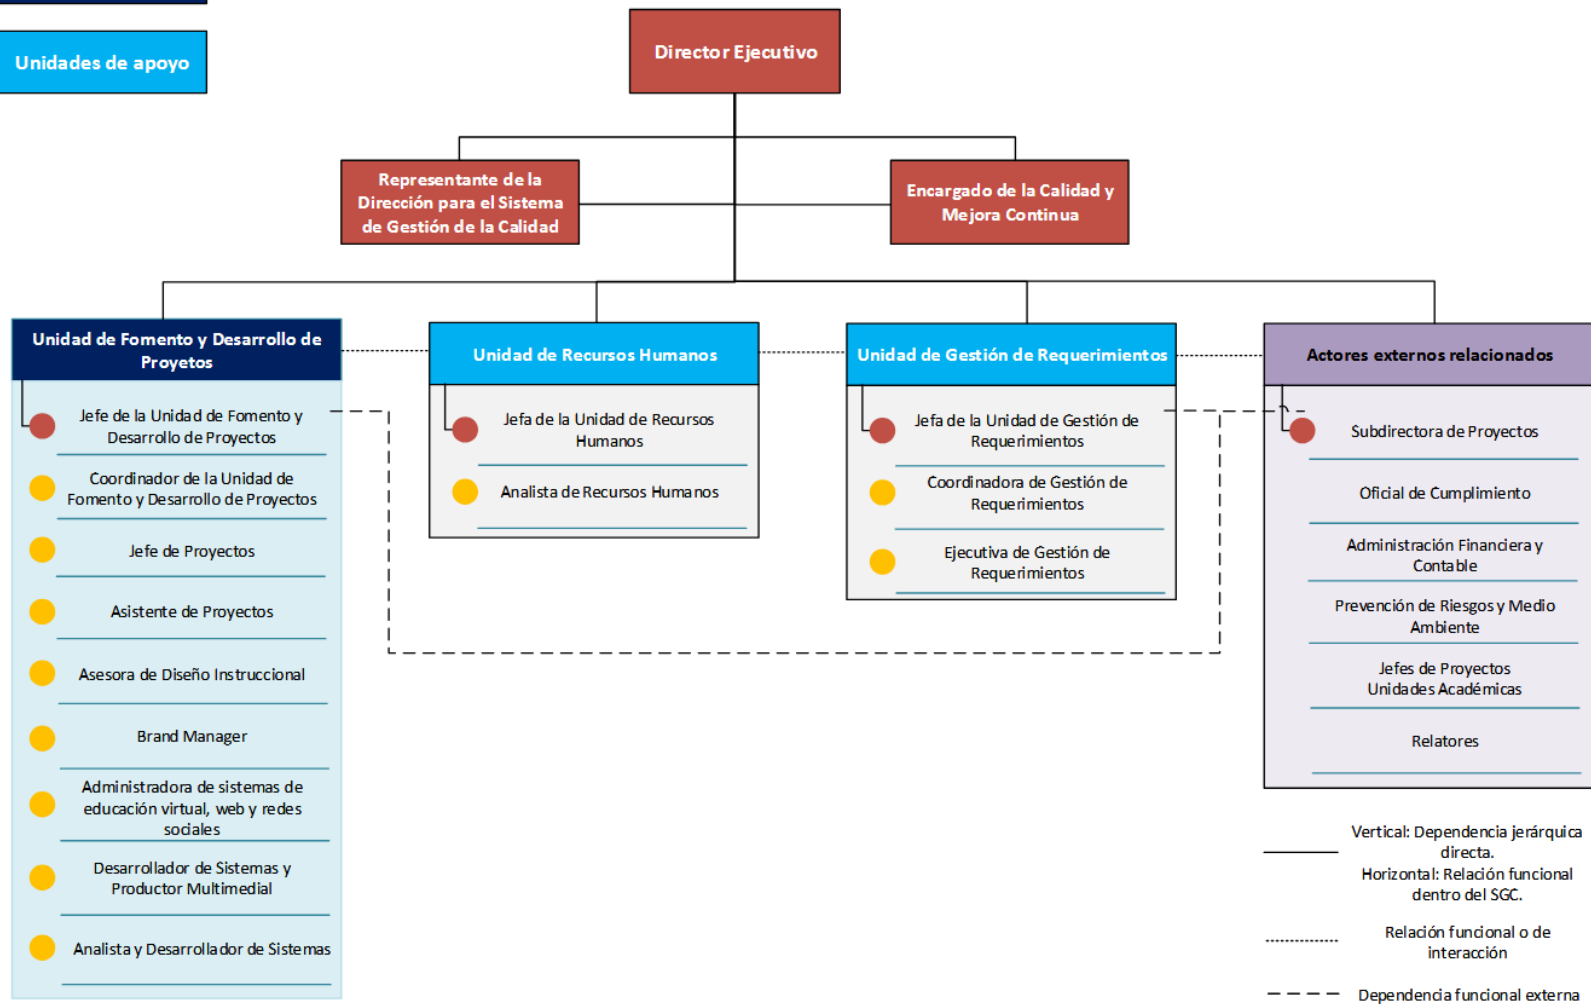 Unidades de apoyo
Director Ejecutivo
Representante de la
Dirección para el Sistema
de Gestión de la Calidad
Encargado de la Calidad y
Mejora Continua
Unidad de Fomento y Desarrollo de
Proyetos
Jefe de la Unidad de Fomento y
Desarrollo de Proyectos
Coordinador de la Unidad de
Fomento y Desarrollo de Proyectos
Jefe de Proyectos
Asistente de Proyectos
Asesora de Diseño Instruccional
Brand Manager
Administradora de sistemas de
educación virtual, web y redes
sociales
Desarrollador de Sistemas y
Productor Multimedial
Analista y Desarrollador de Sistemas
Unidad de Recursos Humanos
Jefa de la Unidad de Recursos
Humanos
Analista de Recursos Humanos
Unidad de Gestión de Requerimientos
Jefa de la Unidad de Gestión de
Requerimientos
Coordinadora de Gestión de
Requerimientos
Ejecutiva de Gestión de
Requerimientos
Actores externos relacionados
Subdirectora de Proyectos
Oficial de Cumplimiento
Administración Financiera y
Contable
Prevención de Riesgos y Medio
Ambiente
Jefes de Proyectos
Unidades Académicas
Relatores
Vertical: Dependencia jerárquica
directa.
Horizontal: Relación funcional
dentro del SGC.
Relación funcional o de
interacción
Dependencia funcional externa